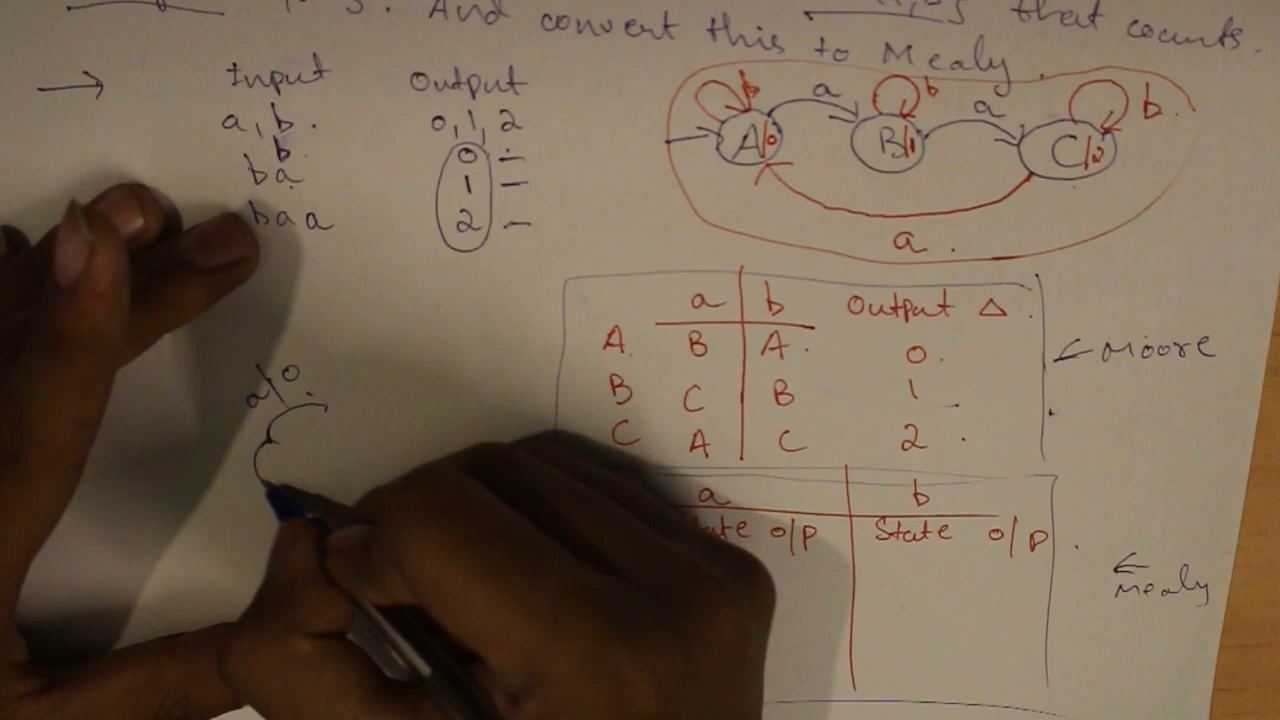 And convert this to Mealy.
that counts.
→ Input Output
a, b. 0, 1, 2
b. 0 –
ba 1 –
baa 2 –
b b b.
a a
A/0 B/1 C/2
a.
a b Output Δ.
A. B A. 0.
B C B 1
C A C 2.
← Moore
a/0.
a b
o/p State o/p.
← Mealy